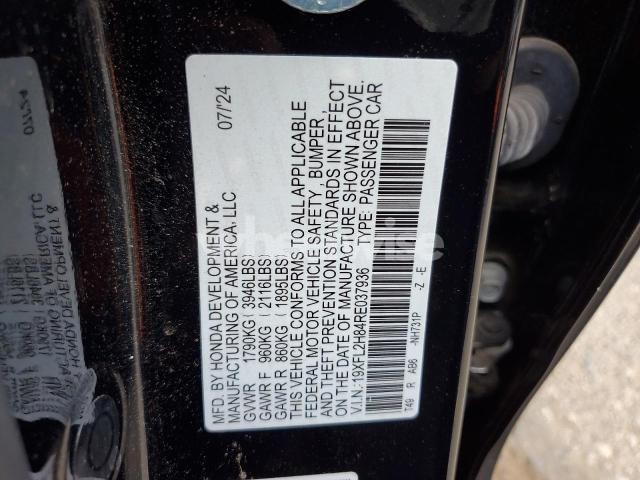 MFD. BY HONDA DEVELOPMENT &
MANUFACTURING OF AMERICA, LLC 07/24
GVWR 1790KG (3946LBS)
GAWR F 960KG (2116LBS)
GAWR R 860KG (1895LBS)
THIS VEHICLE CONFORMS TO ALL APPLICABLE
FEDERAL MOTOR VEHICLE SAFETY, BUMPER,
AND THEFT PREVENTION STANDARDS IN EFFECT
ON THE DATE OF MANUFACTURE SHOWN ABOVE.
V.I.N.: 19XFL2H84RE037936 TYPE: PASSENGER CAR
T49 R AB6 -NH731P -Z -E